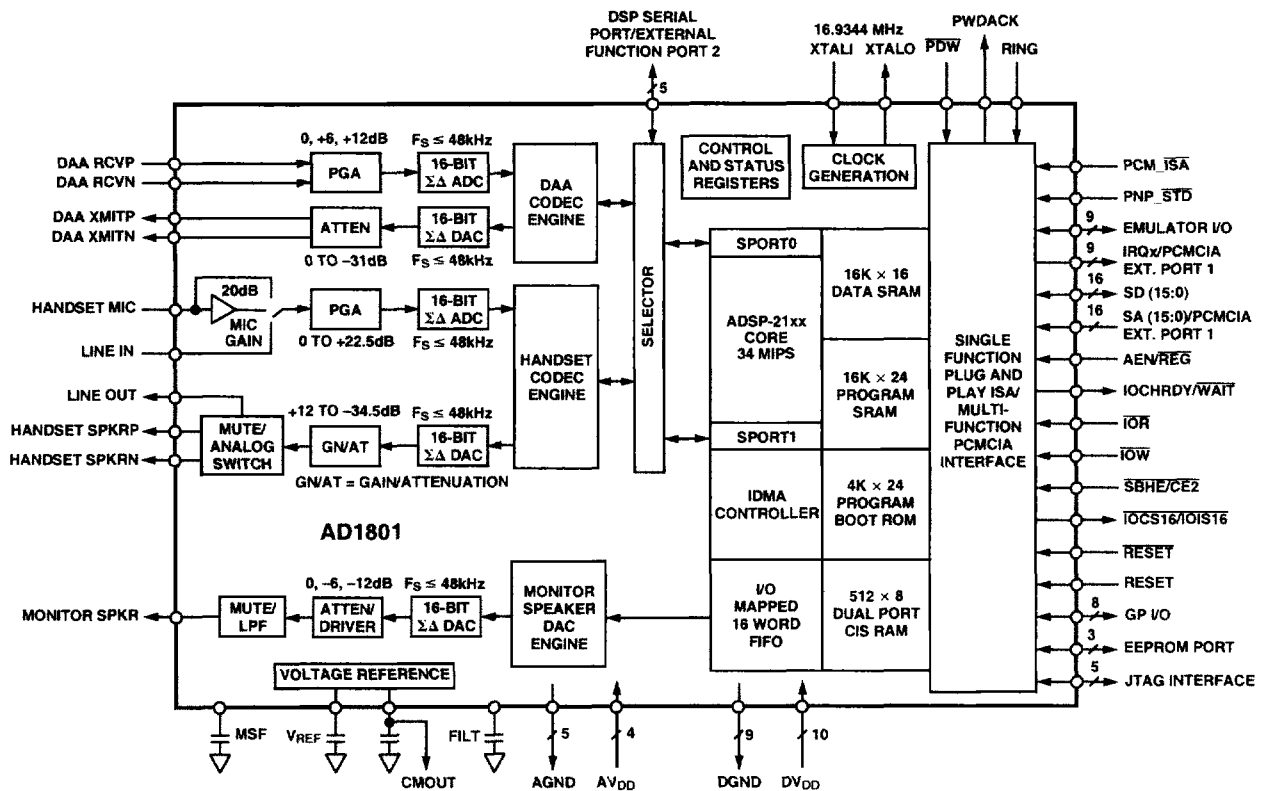 DSP SERIAL
PORT/EXTERNAL
FUNCTION PORT 2
5
16.9344 MHz
XTALI XTALO
PDW
PWDACK
RING
DAA RCVP
DAA RCVN
DAA XMITP
DAA XMITN
HANDSET MIC
LINE IN
LINE OUT
HANDSET SPKRP
HANDSET SPKRN
MONITOR SPKR
0, +6, +12dB
PGA
FS ≤ 48kHz
16-BIT
ΣΔ ADC
ATTEN
0 TO −31dB
16-BIT
ΣΔ DAC
FS ≤ 48kHz
DAA
CODEC
ENGINE
20dB
MIC
GAIN
PGA
0 TO +22.5dB
16-BIT
ΣΔ ADC
FS ≤ 48kHz
HANDSET
CODEC
ENGINE
MUTE/
ANALOG
SWITCH
+12 TO −34.5dB
GN/AT
FS ≤ 48kHz
16-BIT
ΣΔ DAC
GN/AT = GAIN/ATTENUATION
AD1801
0, −6, −12dB
FS ≤ 48kHz
MUTE/
LPF
ATTEN/
DRIVER
16-BIT
ΣΔ DAC
MONITOR
SPEAKER
DAC
ENGINE
VOLTAGE REFERENCE
SELECTOR
CONTROL
AND STATUS
REGISTERS
CLOCK
GENERATION
SPORT0
ADSP-21xx
CORE
34 MIPS
SPORT1
IDMA
CONTROLLER
I/O
MAPPED
16 WORD
FIFO
16K × 16
DATA SRAM
16K × 24
PROGRAM
SRAM
4K × 24
PROGRAM
BOOT ROM
512 × 8
DUAL PORT
CIS RAM
SINGLE
FUNCTION
PLUG AND
PLAY ISA/
MULTI-
FUNCTION
PCMCIA
INTERFACE
PCM_ISA
PNP_STD
9
EMULATOR I/O
9
IRQx/PCMCIA
EXT. PORT 1
16
SD (15:0)
16
SA (15:0)/PCMCIA
EXT. PORT 1
AEN/REG
IOCHRDY/WAIT
IOR
IOW
SBHE/CE2
IOCS16/IOIS16
RESET
RESET
8
GP I/O
3
EEPROM PORT
5
JTAG INTERFACE
MSF
VREF
CMOUT
FILT
5
AGND
4
AVDD
9
DGND
10
DVDD